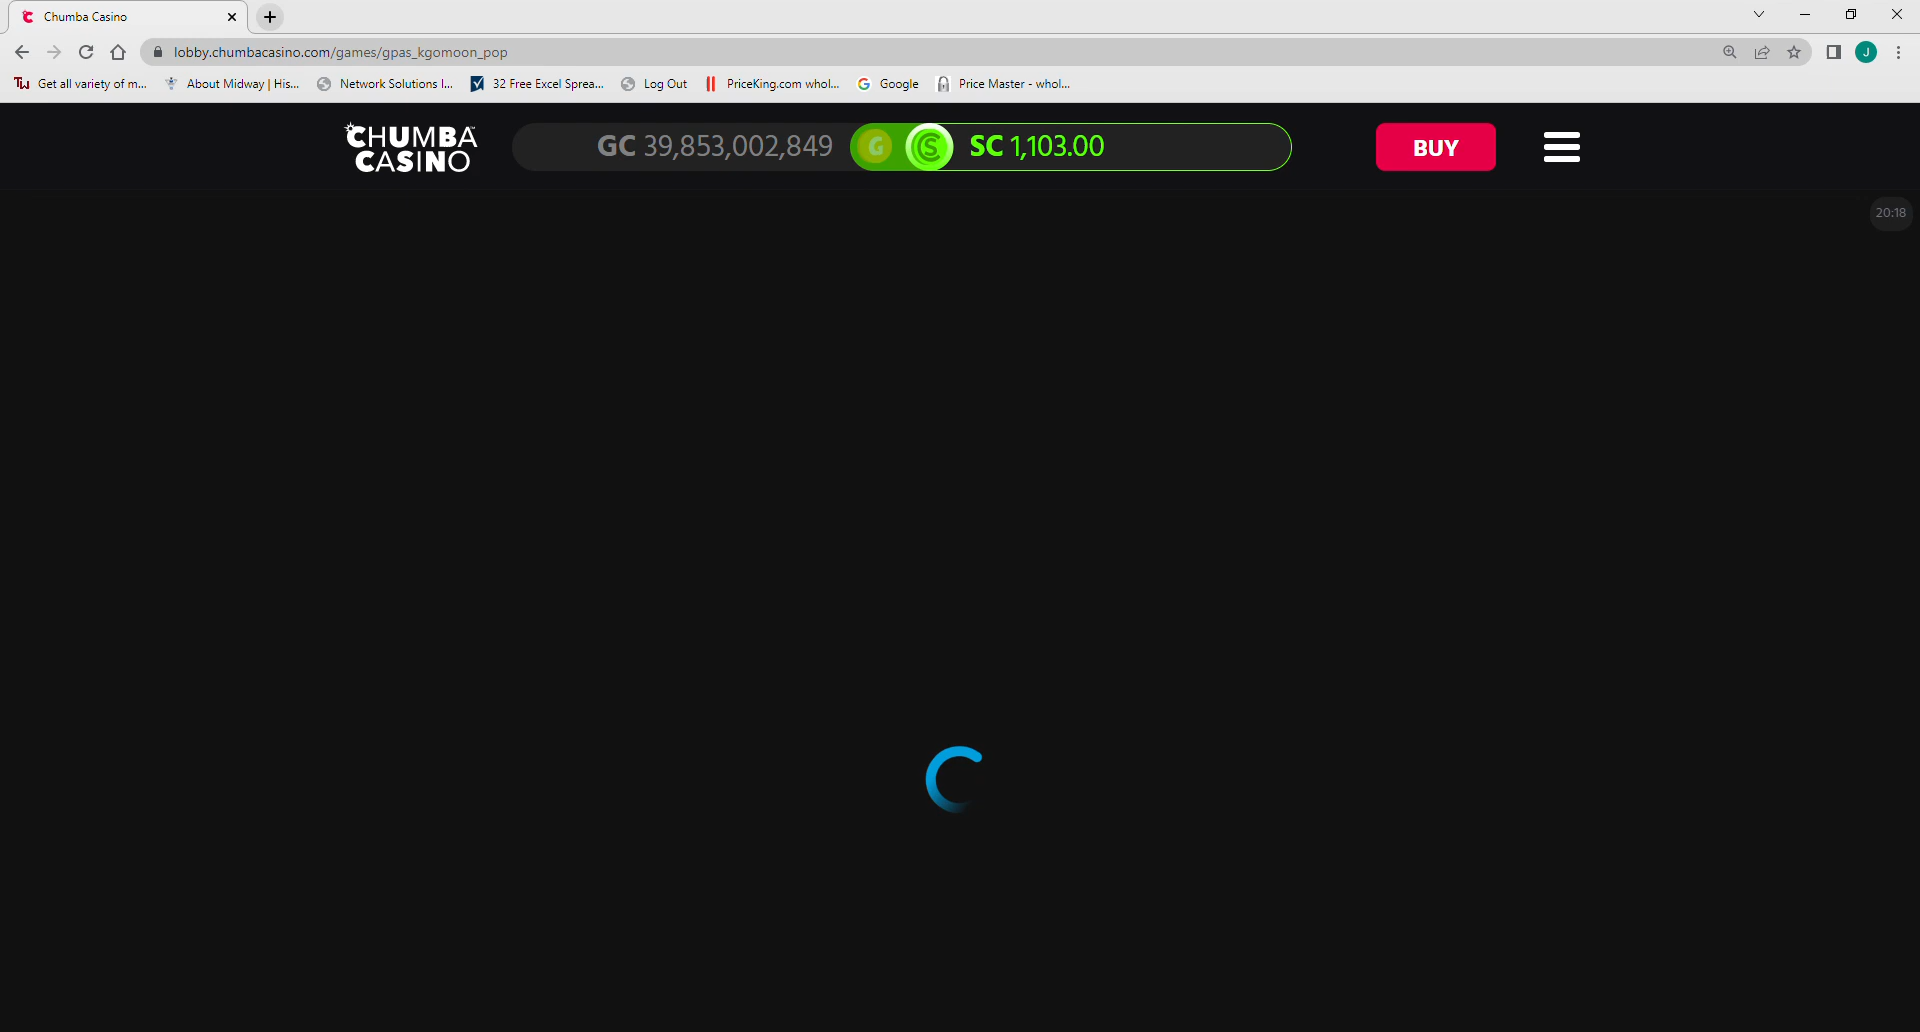 Chumba Casino
lobby.chumbacasino.com/games/gpas_kgomoon_pop
J
TW Get all variety of m... About Midway | His... Network Solutions I... 32 Free Excel Sprea... Log Out PriceKing.com whol... G Google Price Master - whol...
CHUMBA
CASINO
GC 39,853,002,849 G S SC 1,103.00 BUY
20:18